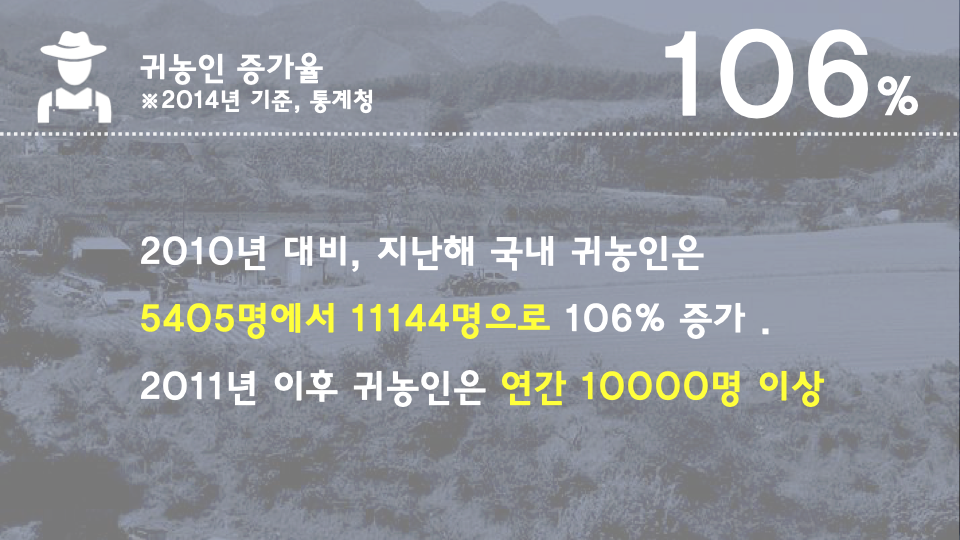 귀농인 증가율
※2014년 기준, 통계청
106%
2010년 대비, 지난해 국내 귀농인은
5405명에서 11144명으로 106% 증가 .
2011년 이후 귀농인은 연간 10000명 이상